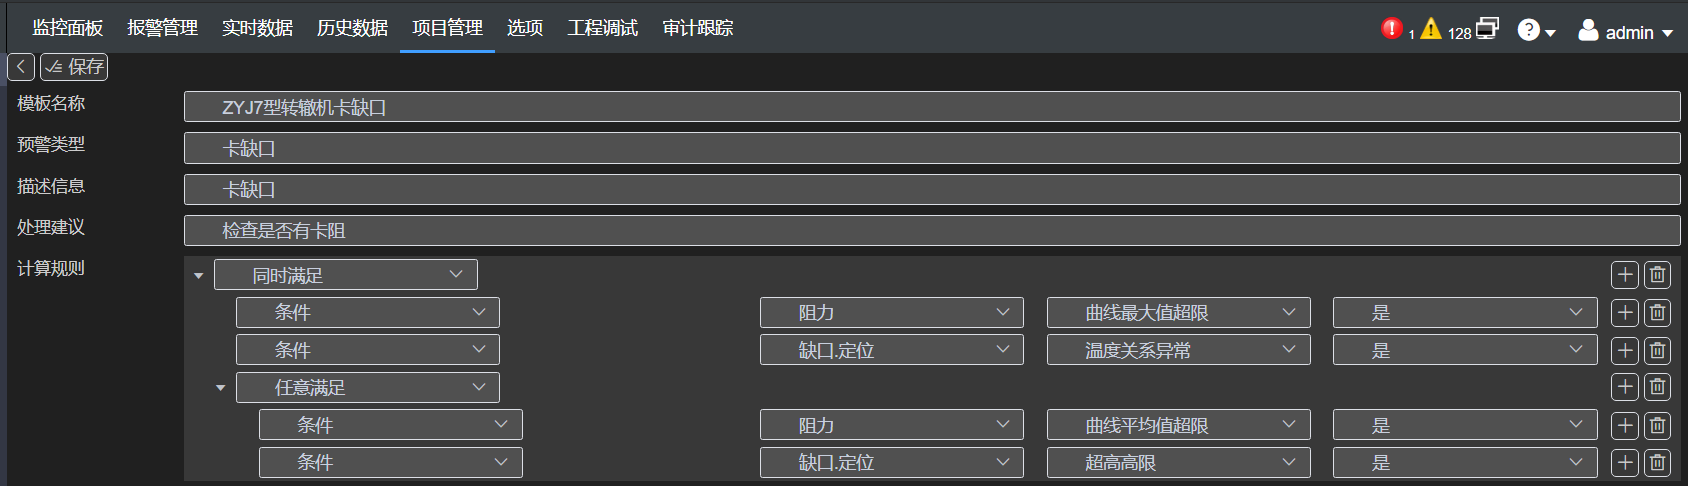 监控面板 报警管理 实时数据 历史数据 项目管理 选项 工程调试 审计跟踪 1 128 admin
保存
模板名称 ZYJ7型转辙机卡缺口
预警类型 卡缺口
描述信息 卡缺口
处理建议 检查是否有卡阻
计算规则 同时满足
条件 阻力 曲线最大值超限 是
条件 缺口.定位 温度关系异常 是
任意满足
条件 阻力 曲线平均值超限 是
条件 缺口.定位 超高高限 是